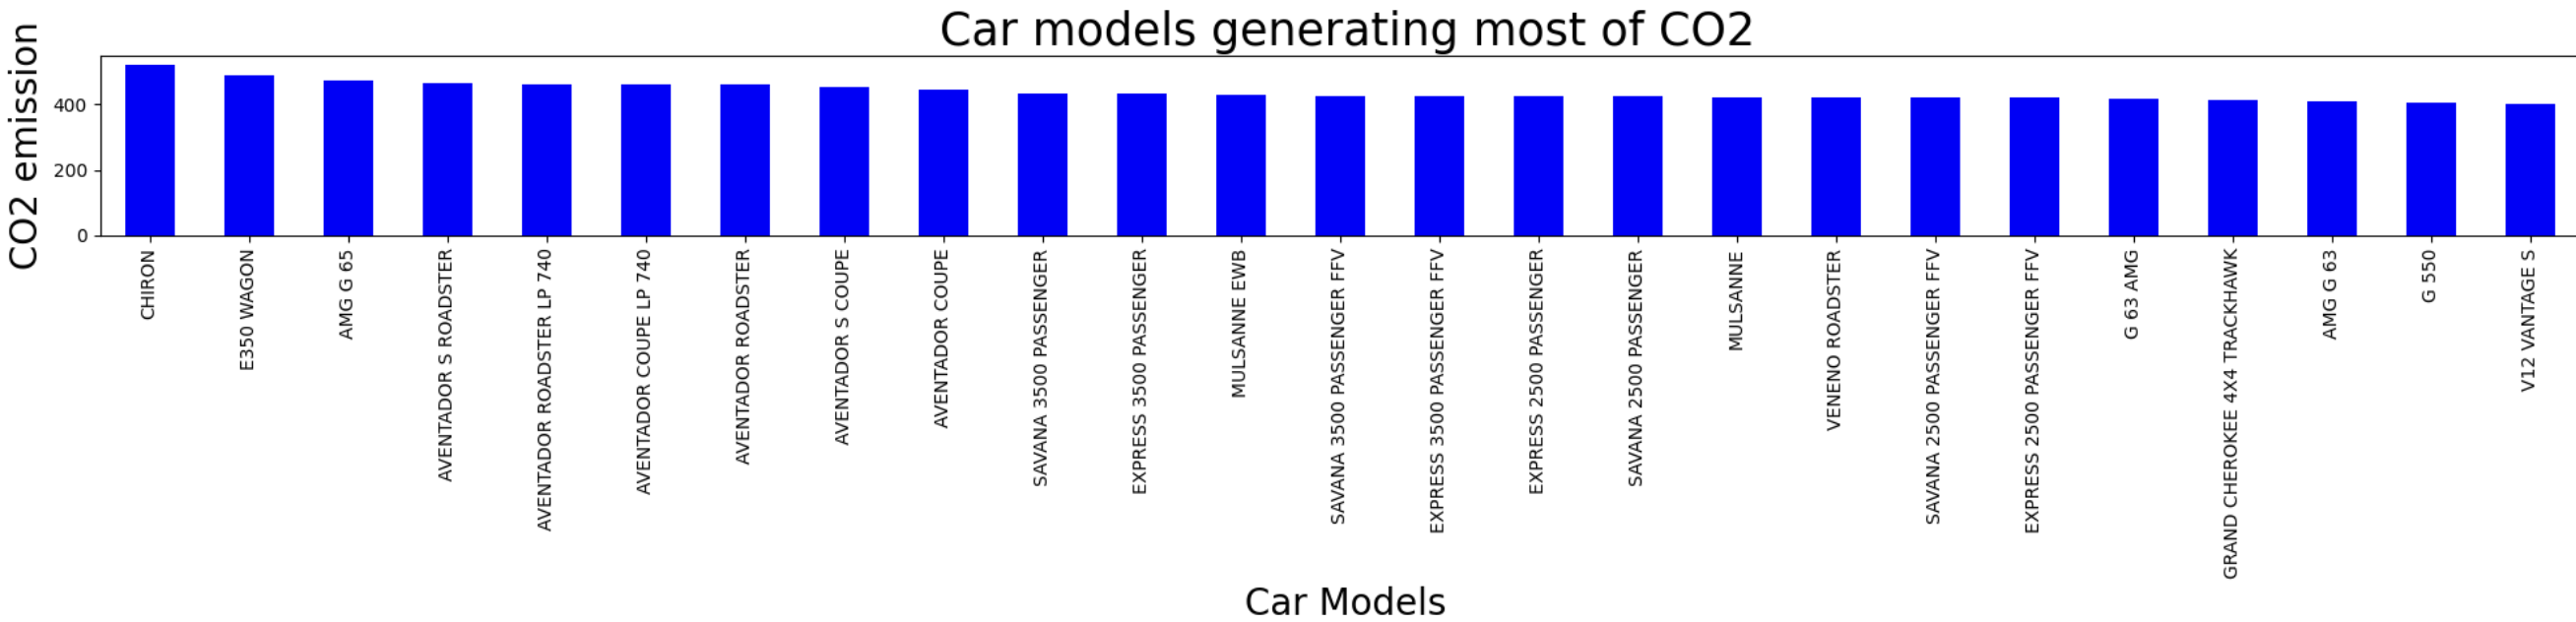 Car models generating most of CO2
CO2 emission
400
200
0
CHIRON
E350 WAGON
AMG G 65
AVENTADOR S ROADSTER
AVENTADOR ROADSTER LP 740
AVENTADOR COUPE LP 740
AVENTADOR ROADSTER
AVENTADOR S COUPE
AVENTADOR COUPE
SAVANA 3500 PASSENGER
EXPRESS 3500 PASSENGER
MULSANNE EWB
SAVANA 3500 PASSENGER FFV
EXPRESS 3500 PASSENGER FFV
EXPRESS 2500 PASSENGER
SAVANA 2500 PASSENGER
MULSANNE
VENENO ROADSTER
SAVANA 2500 PASSENGER FFV
EXPRESS 2500 PASSENGER FFV
G 63 AMG
GRAND CHEROKEE 4X4 TRACKHAWK
AMG G 63
G 550
V12 VANTAGE S
Car Models